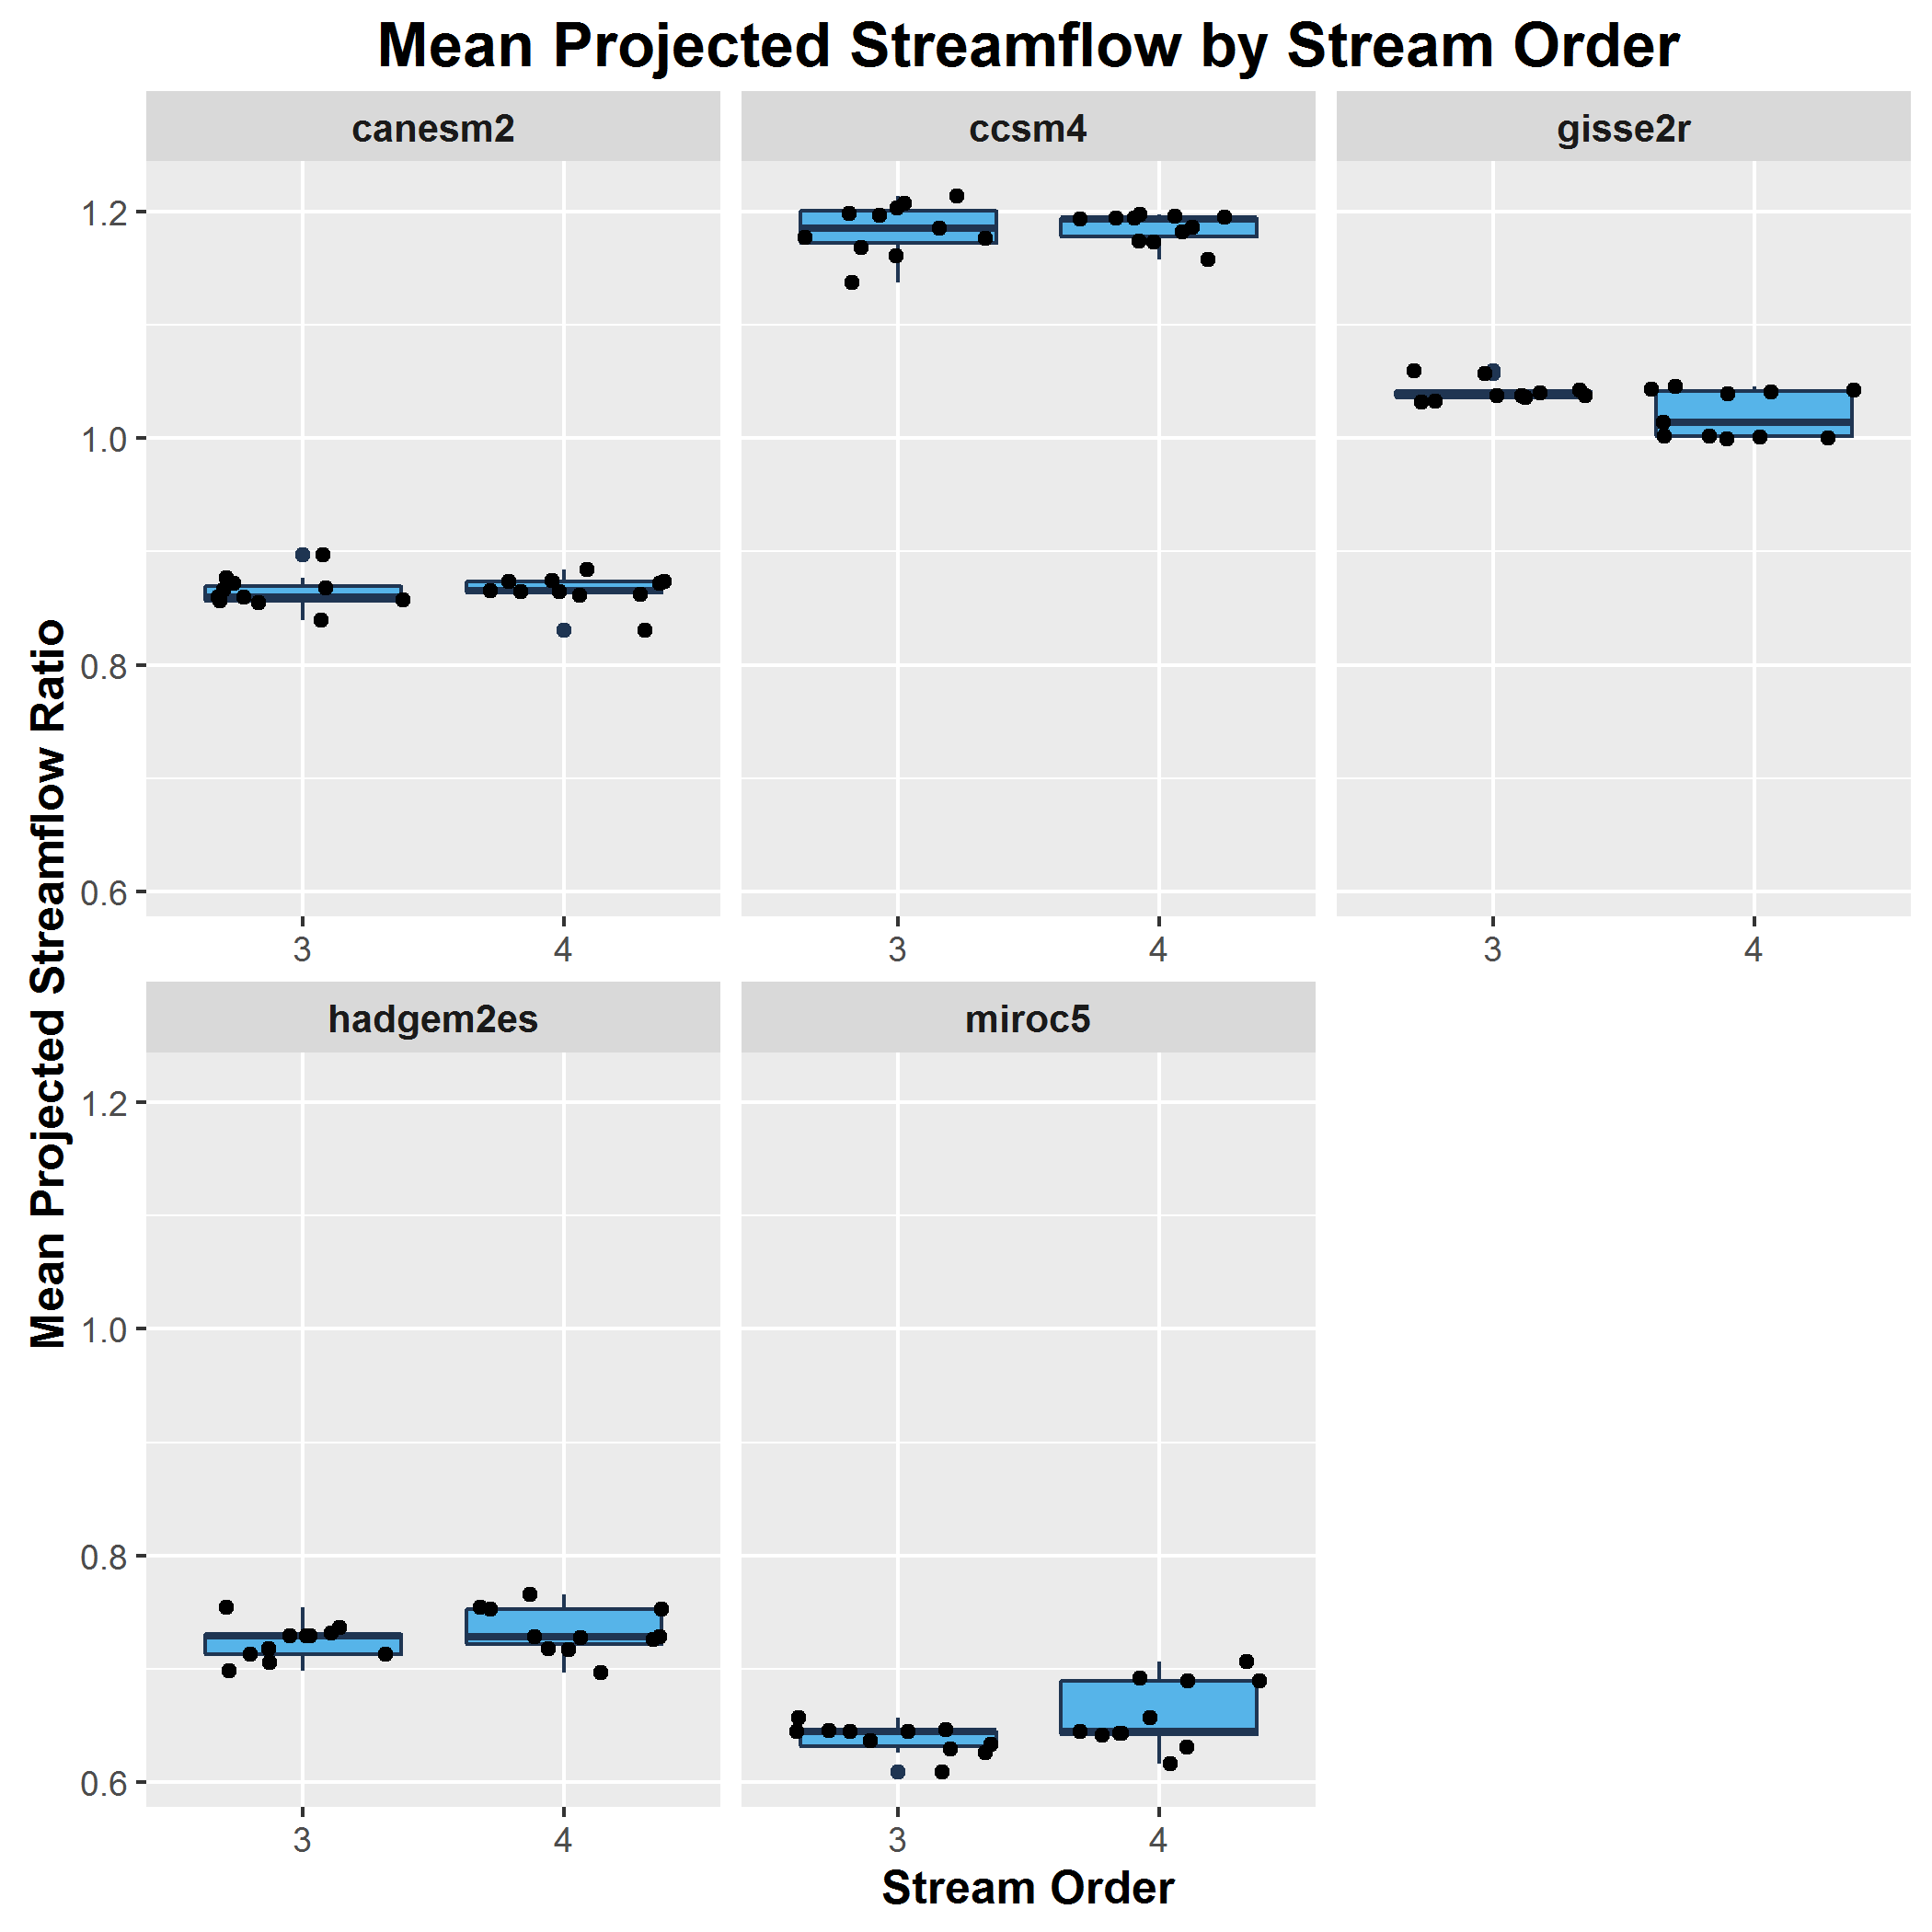 Mean Projected Streamflow by Stream Order
canesm2 ccsm4 gisse2r
Mean Projected Streamflow Ratio
1.2
1.0
0.8
0.6
3 4 3 4 3 4
hadgem2es miroc5
1.2
1.0
0.8
0.6
3 4 3 4
Stream Order